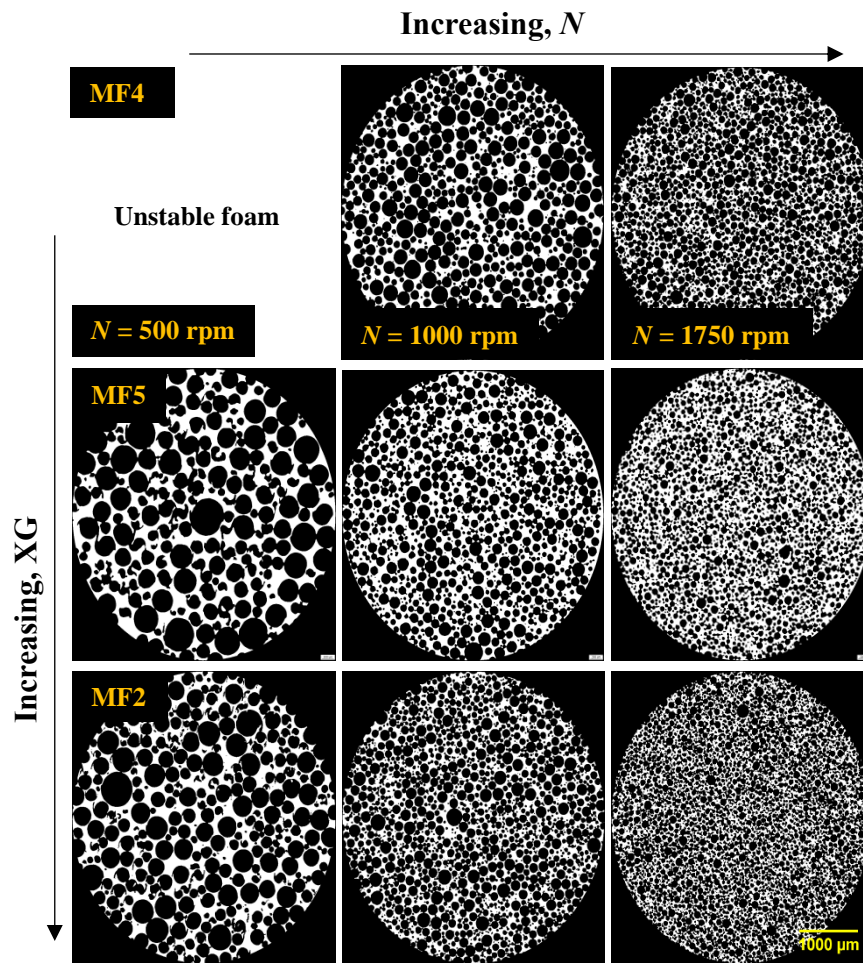 Increasing, N
MF4
Unstable foam
N = 500 rpm
N = 1000 rpm
N = 1750 rpm
MF5
Increasing, XG
MF2
1000 µm